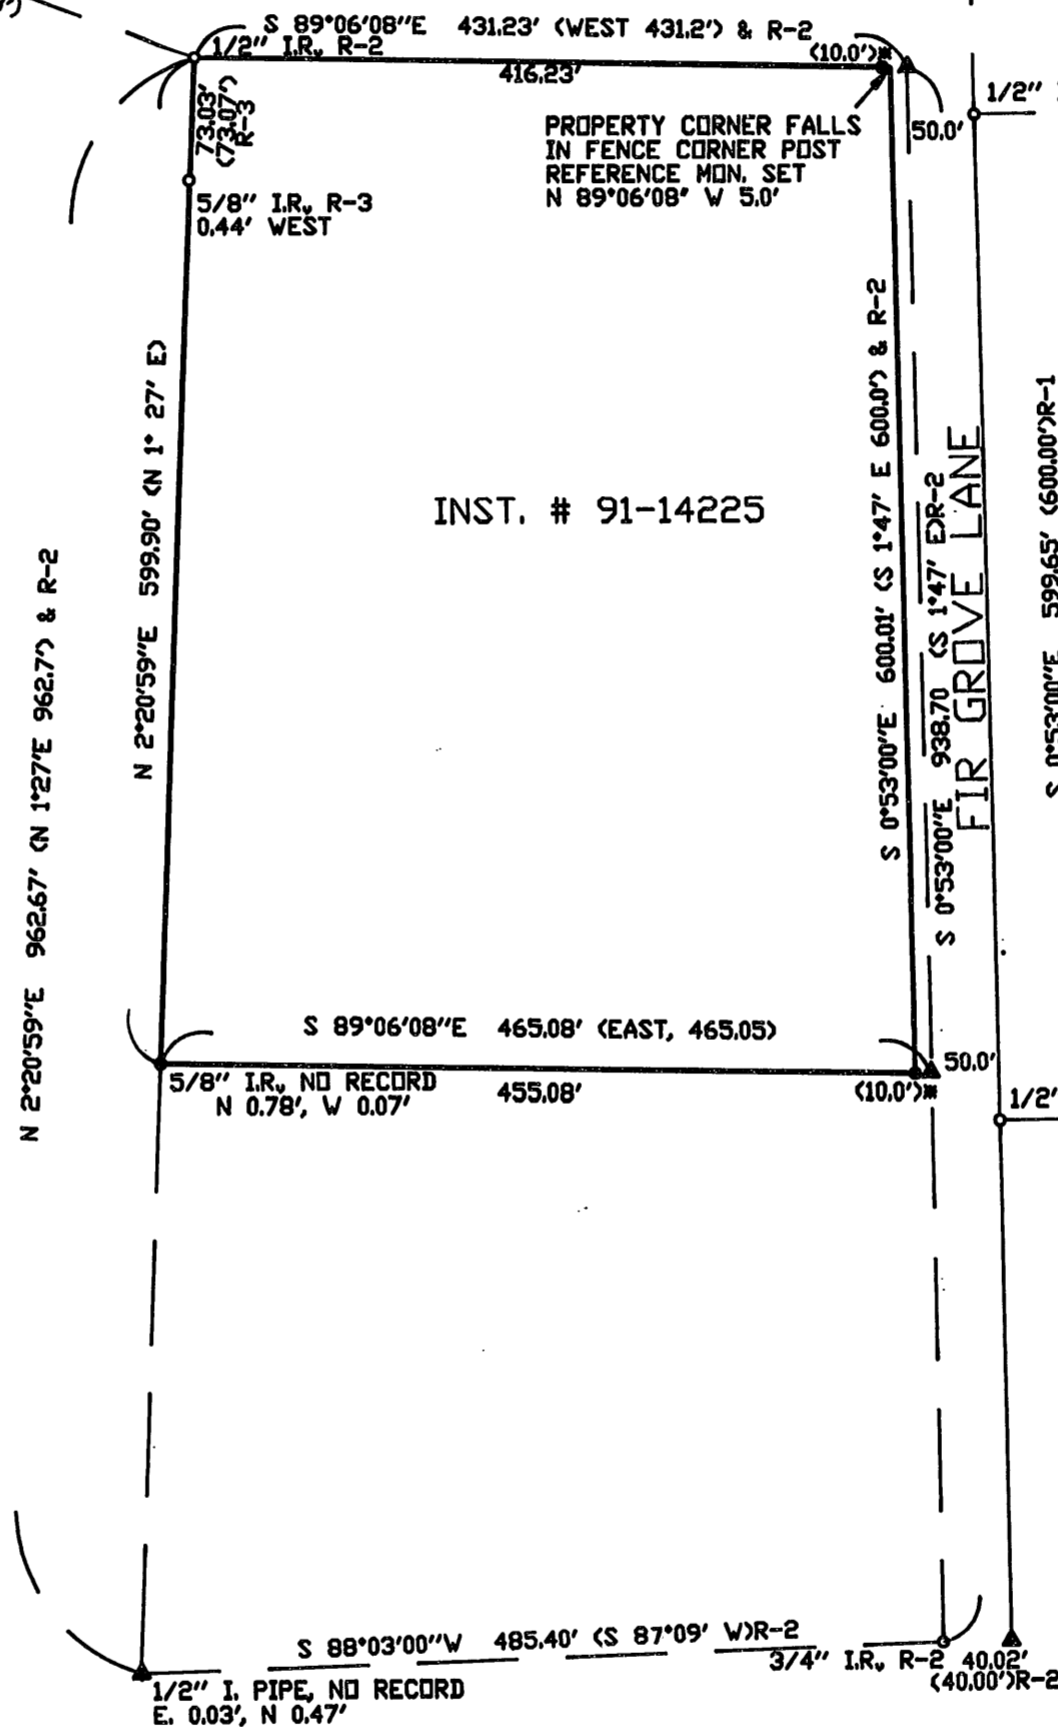 S 89°06'08"E 431.23' (WEST 431.2') & R-2
1/2" I.R., R-2
(10.0')*
416.23'
73.03'
(73.07')
R-3
PROPERTY CORNER FALLS
IN FENCE CORNER POST
REFERENCE MON. SET
N 89°06'08' W 5.0'
50.0'
1/2"
5/8" I.R., R-3
0.44' WEST
N 2°20'59"E 599.90' (N 1° 27' E)
S 0°53'00"E 600.01' (S 1°47' E 600.0') & R-2
S 0°53'00"E 938.70 (S 1°47' E)R-2
FIR GROVE LANE
S 0°53'00"E 599.65' (600.00')R-1
INST. # 91-14225
N 2°20'59"E 962.67' (N 1°27'E 962.7') & R-2
S 89°06'08"E 465.08' (EAST, 465.05)
50.0'
5/8" I.R., NO RECORD
N 0.78', W 0.07'
455.08'
(10.0')*
1/2'
S 88°03'00"W 485.40' (S 87°09' W)R-2
3/4" I.R., R-2
40.02'
(40.00')R-2
1/2" I. PIPE, NO RECORD
E. 0.03', N 0.47'